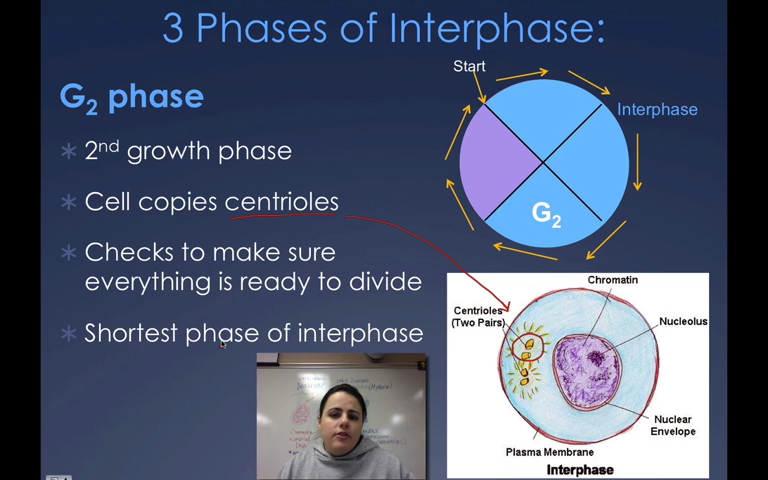 3 Phases of Interphase:
G₂ phase
2nd growth phase
Cell copies centrioles
Checks to make sure
everything is ready to divide
Shortest phase of interphase
Start
Interphase
G₂
Chromatin
Centrioles
(Two Pairs)
Nucleolus
Nuclear
Envelope
Plasma Membrane
Interphase